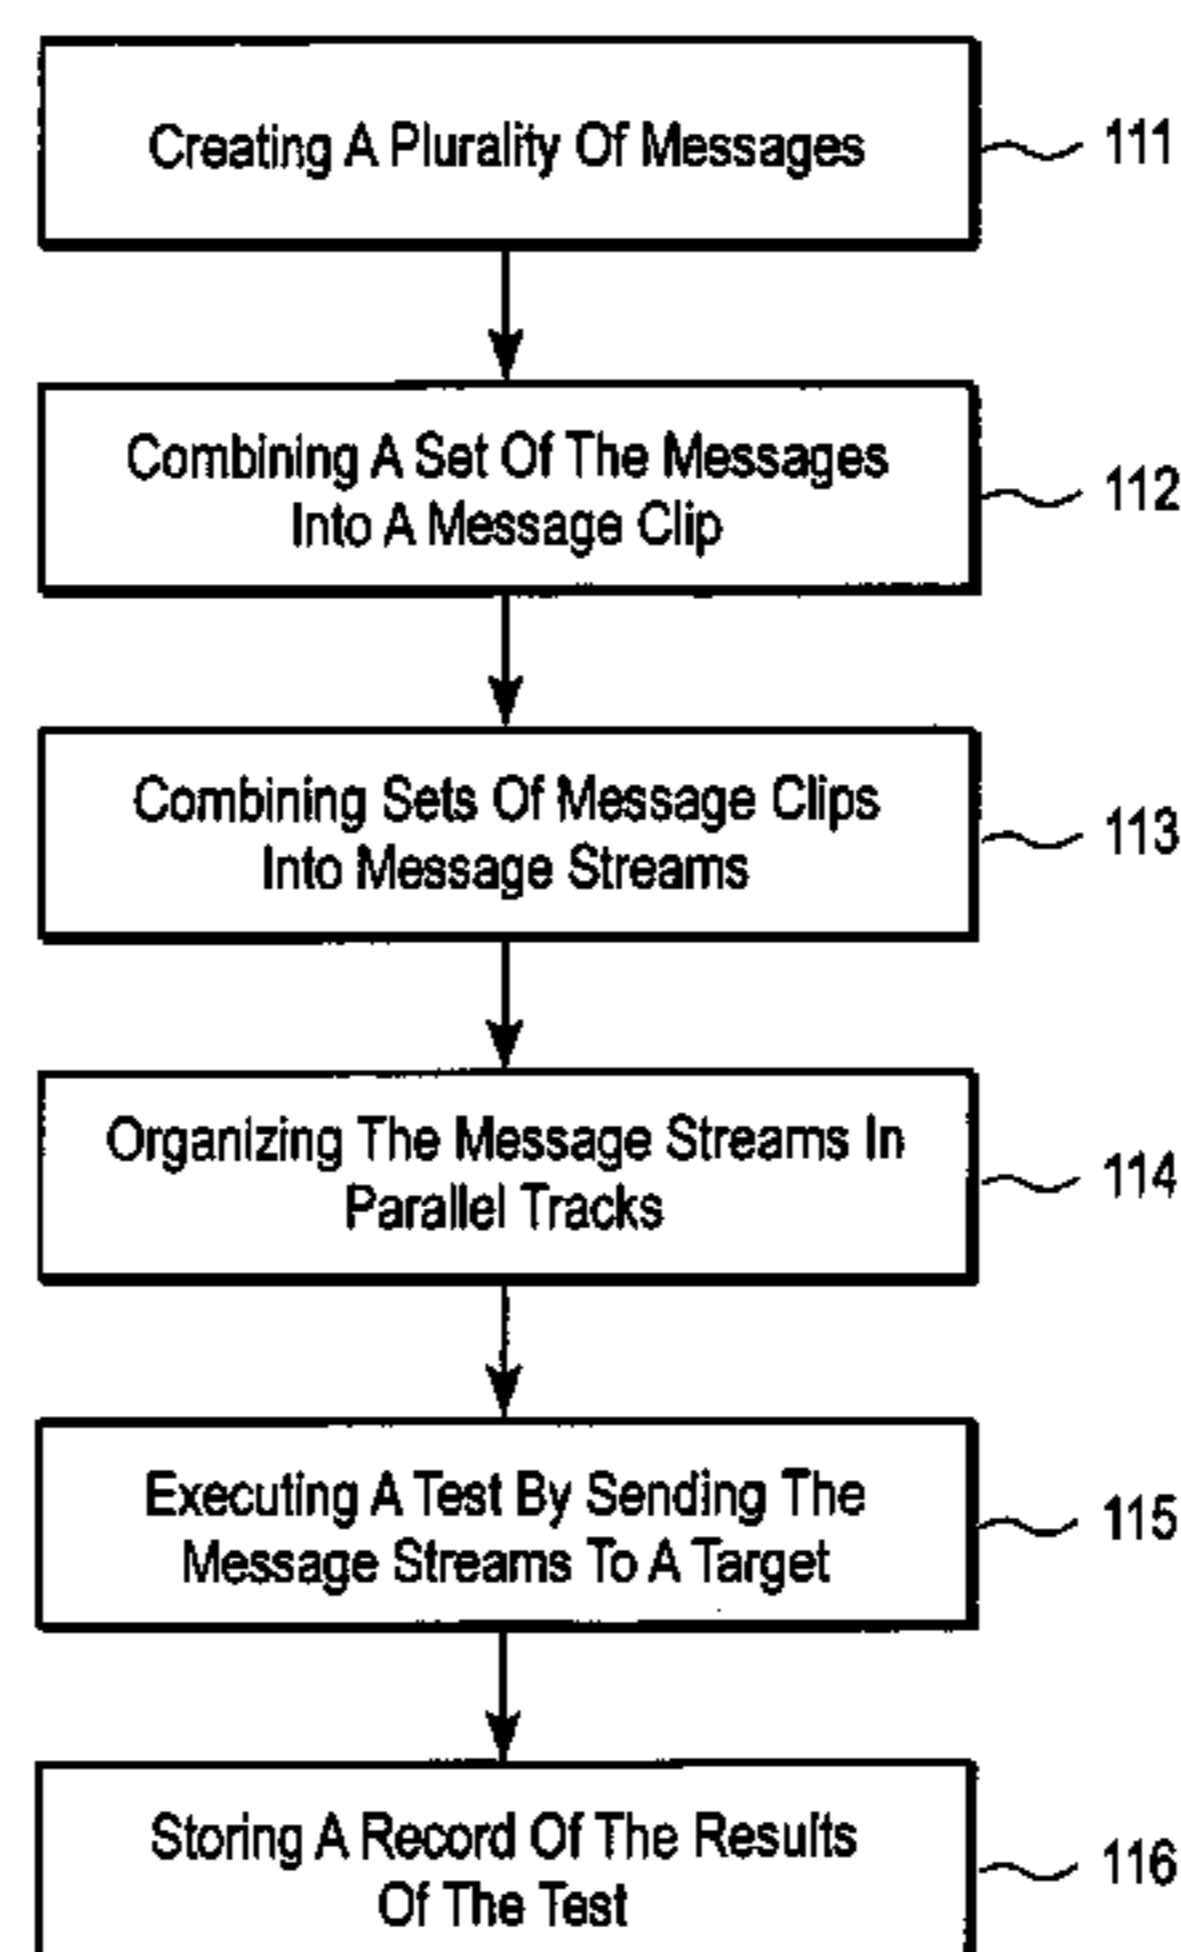 Creating A Plurality Of Messages
111
Combining A Set Of The Messages
Into A Message Clip
112
Combining Sets Of Message Clips
Into Message Streams
113
Organizing The Message Streams In
Parallel Tracks
114
Executing A Test By Sending The
Message Streams To A Target
115
Storing A Record Of The Results
Of The Test
116